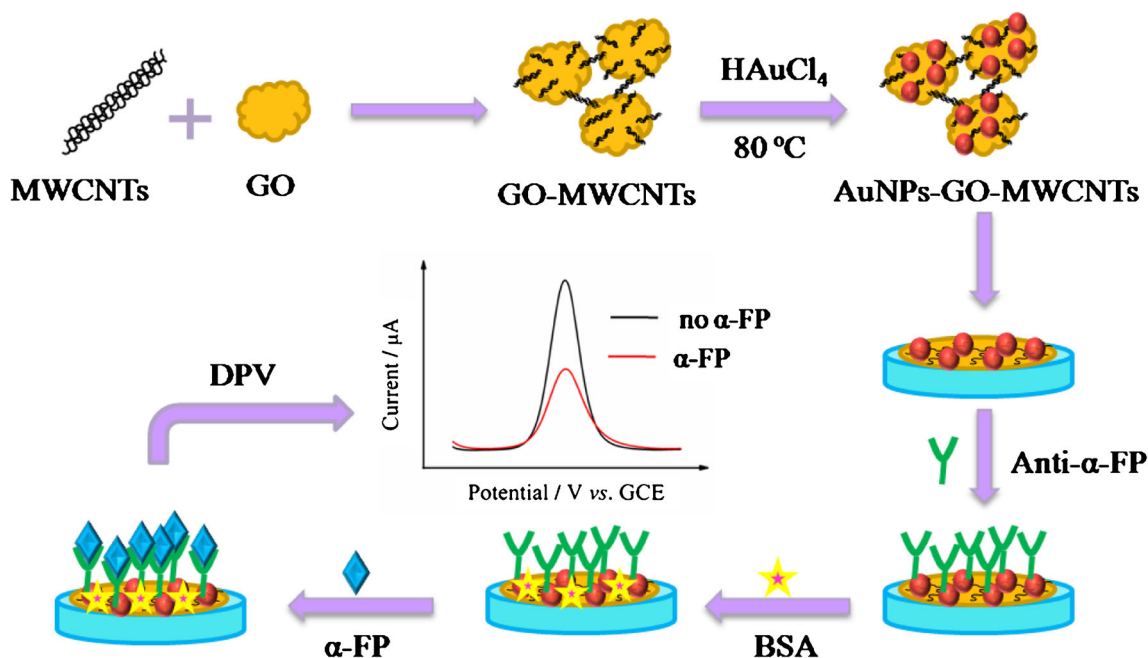 MWCNTs
GO
GO-MWCNTs
HAuCl₄
80 ºC
AuNPs-GO-MWCNTs
DPV
Current / µA
no α-FP
α-FP
Potential / V vs. GCE
Anti-α-FP
α-FP
BSA